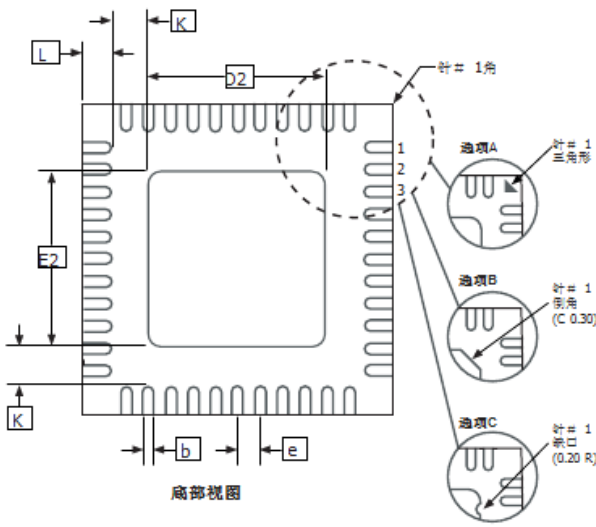 K
L
D2
针# 1角
1
2
3
选项A
针# 1
三角形
E2
选项B
针# 1
倒角
(C 0.30)
K
b
e
选项C
针# 1
缺口
(0.20 R)
底部视图